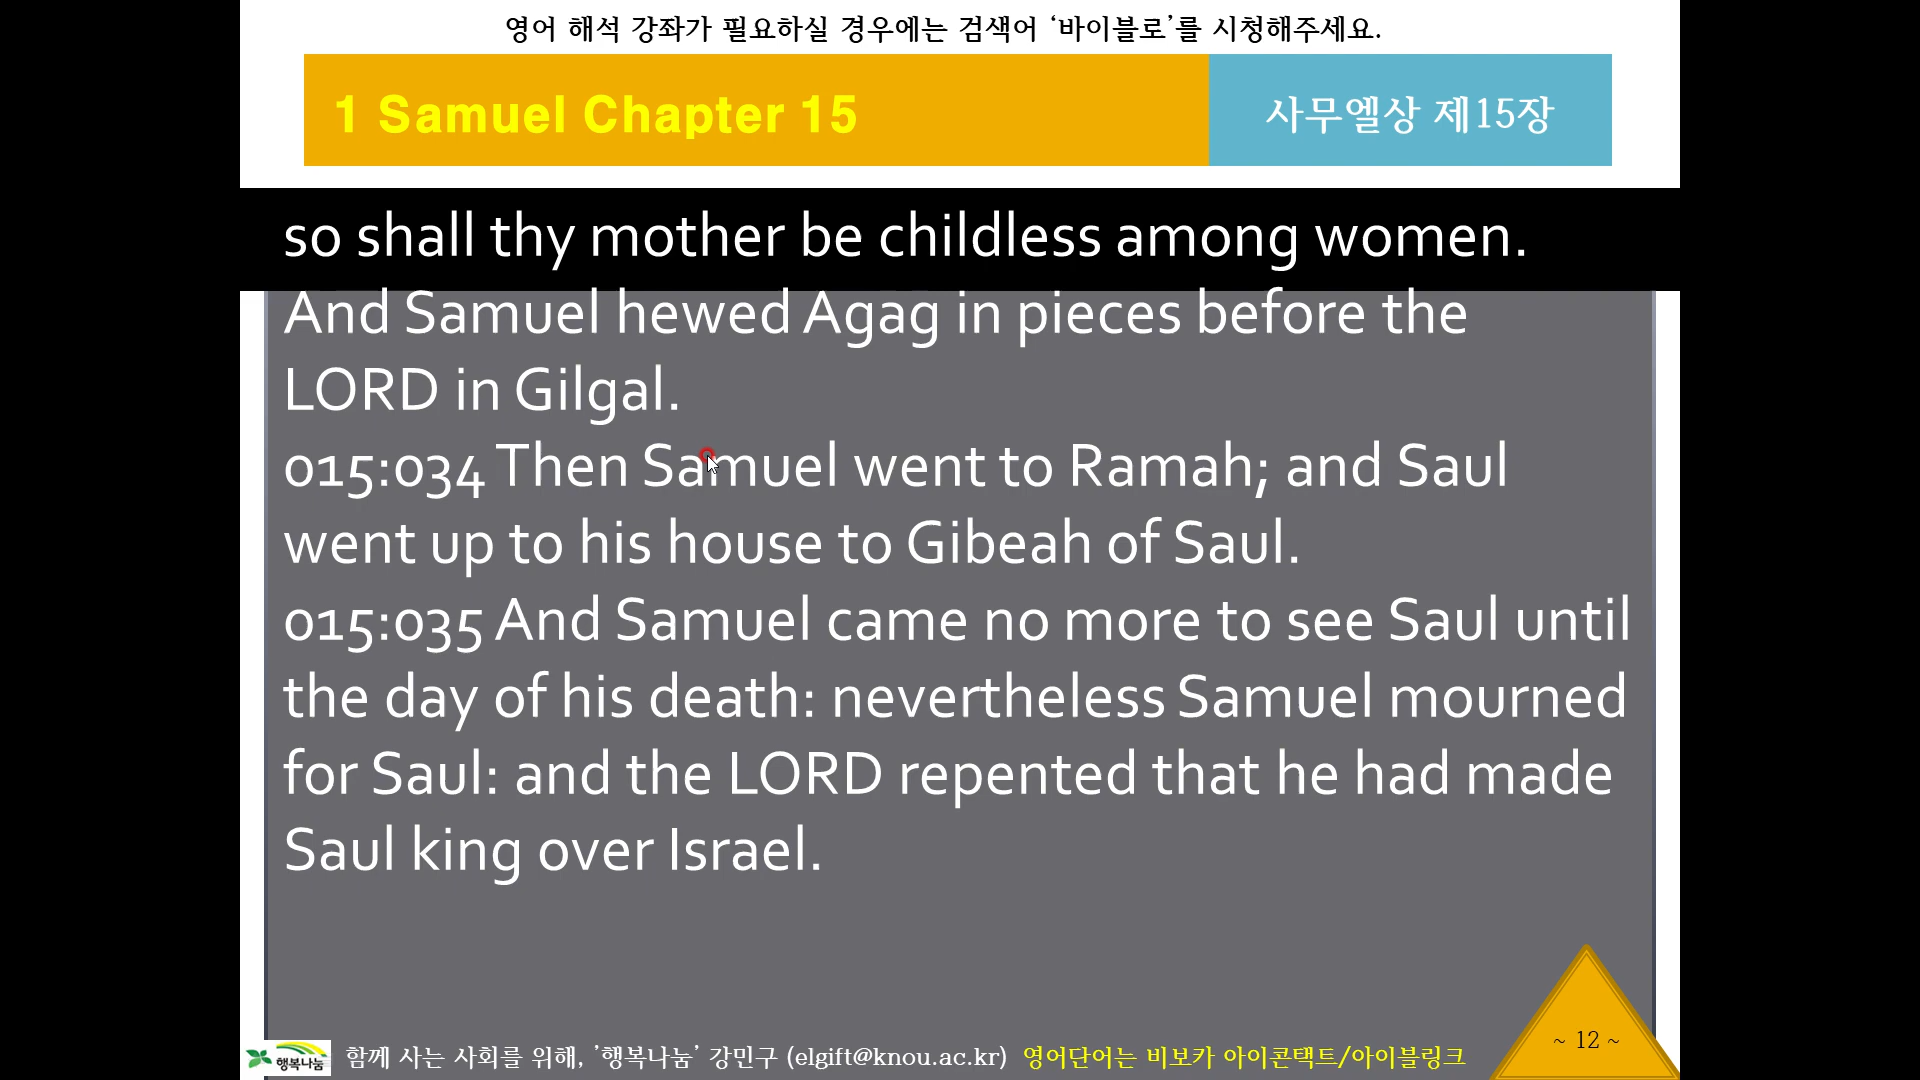 영어 해석 강좌가 필요하실 경우에는 검색어 ‘바이블로’를 시청해주세요.
1 Samuel Chapter 15
사무엘상 제15장
so shall thy mother be childless among women.
And Samuel hewed Agag in pieces before the
LORD in Gilgal.
015:034 Then Samuel went to Ramah; and Saul
went up to his house to Gibeah of Saul.
015:035 And Samuel came no more to see Saul until
the day of his death: nevertheless Samuel mourned
for Saul: and the LORD repented that he had made
Saul king over Israel.
~ 12 ~
행복나눔
함께 사는 사회를 위해, ’행복나눔’ 강민구 (elgift@knou.ac.kr) 영어단어는 비보카 아이콘택트/아이블링크